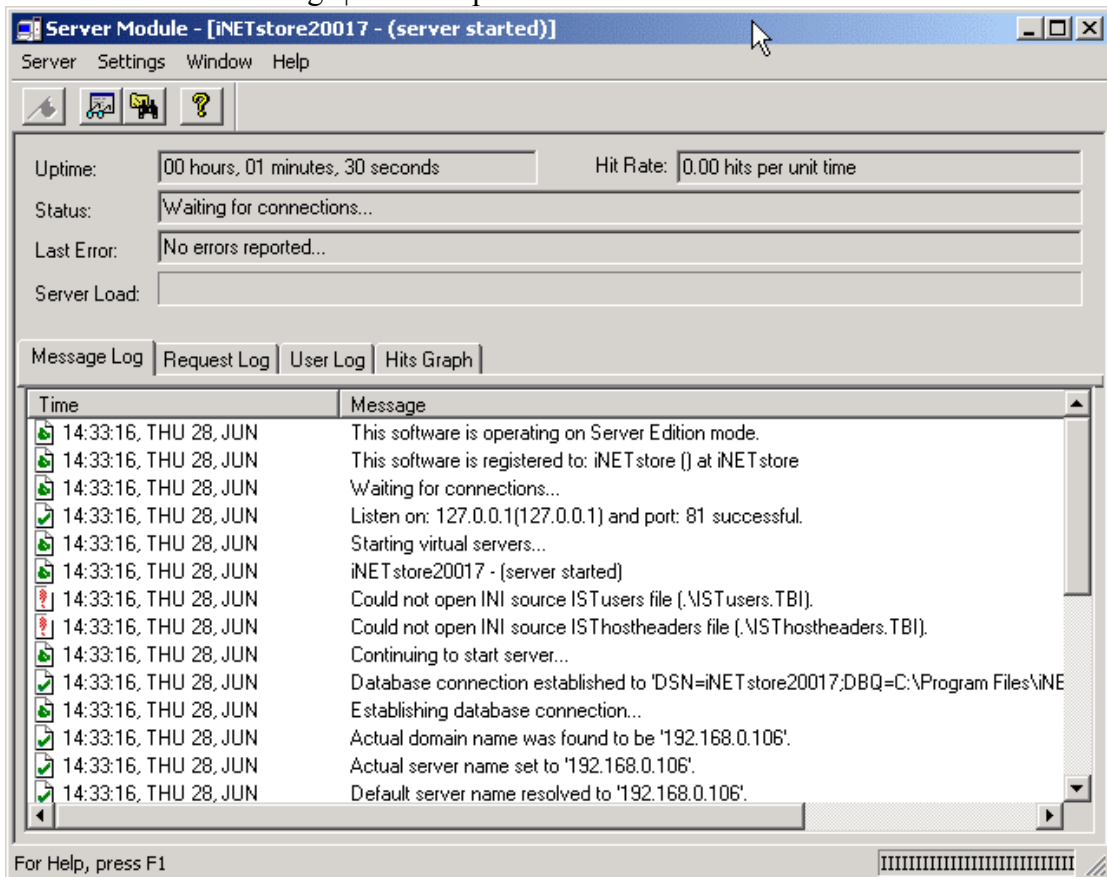 Server Module - [iNETstore20017 - (server started)]
Server Settings Window Help
Uptime: 00 hours, 01 minutes, 30 seconds Hit Rate: 0.00 hits per unit time
Status: Waiting for connections...
Last Error: No errors reported...
Server Load:
Message Log Request Log User Log Hits Graph
Time Message
14:33:16, THU 28, JUN This software is operating on Server Edition mode.
14:33:16, THU 28, JUN This software is registered to: iNETstore () at iNETstore
14:33:16, THU 28, JUN Waiting for connections...
14:33:16, THU 28, JUN Listen on: 127.0.0.1(127.0.0.1) and port: 81 successful.
14:33:16, THU 28, JUN Starting virtual servers...
14:33:16, THU 28, JUN iNETstore20017 - (server started)
14:33:16, THU 28, JUN Could not open INI source ISTusers file (.\ISTusers.TBI).
14:33:16, THU 28, JUN Could not open INI source ISThostheaders file (.\ISThostheaders.TBI).
14:33:16, THU 28, JUN Continuing to start server...
14:33:16, THU 28, JUN Database connection established to 'DSN=iNETstore20017;DBQ=C:\Program Files\iNE
14:33:16, THU 28, JUN Establishing database connection...
14:33:16, THU 28, JUN Actual domain name was found to be '192.168.0.106'.
14:33:16, THU 28, JUN Actual server name set to '192.168.0.106'.
14:33:16, THU 28, JUN Default server name resolved to '192.168.0.106'.
For Help, press F1